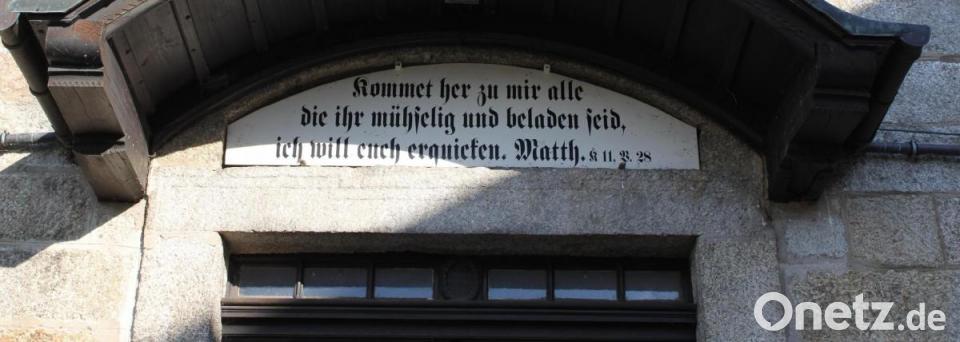 Kommet her zu mir alle
die ihr mühselig und beladen seid,
ich will euch erquicken. Matth. K 11. V. 28
Onetz.de